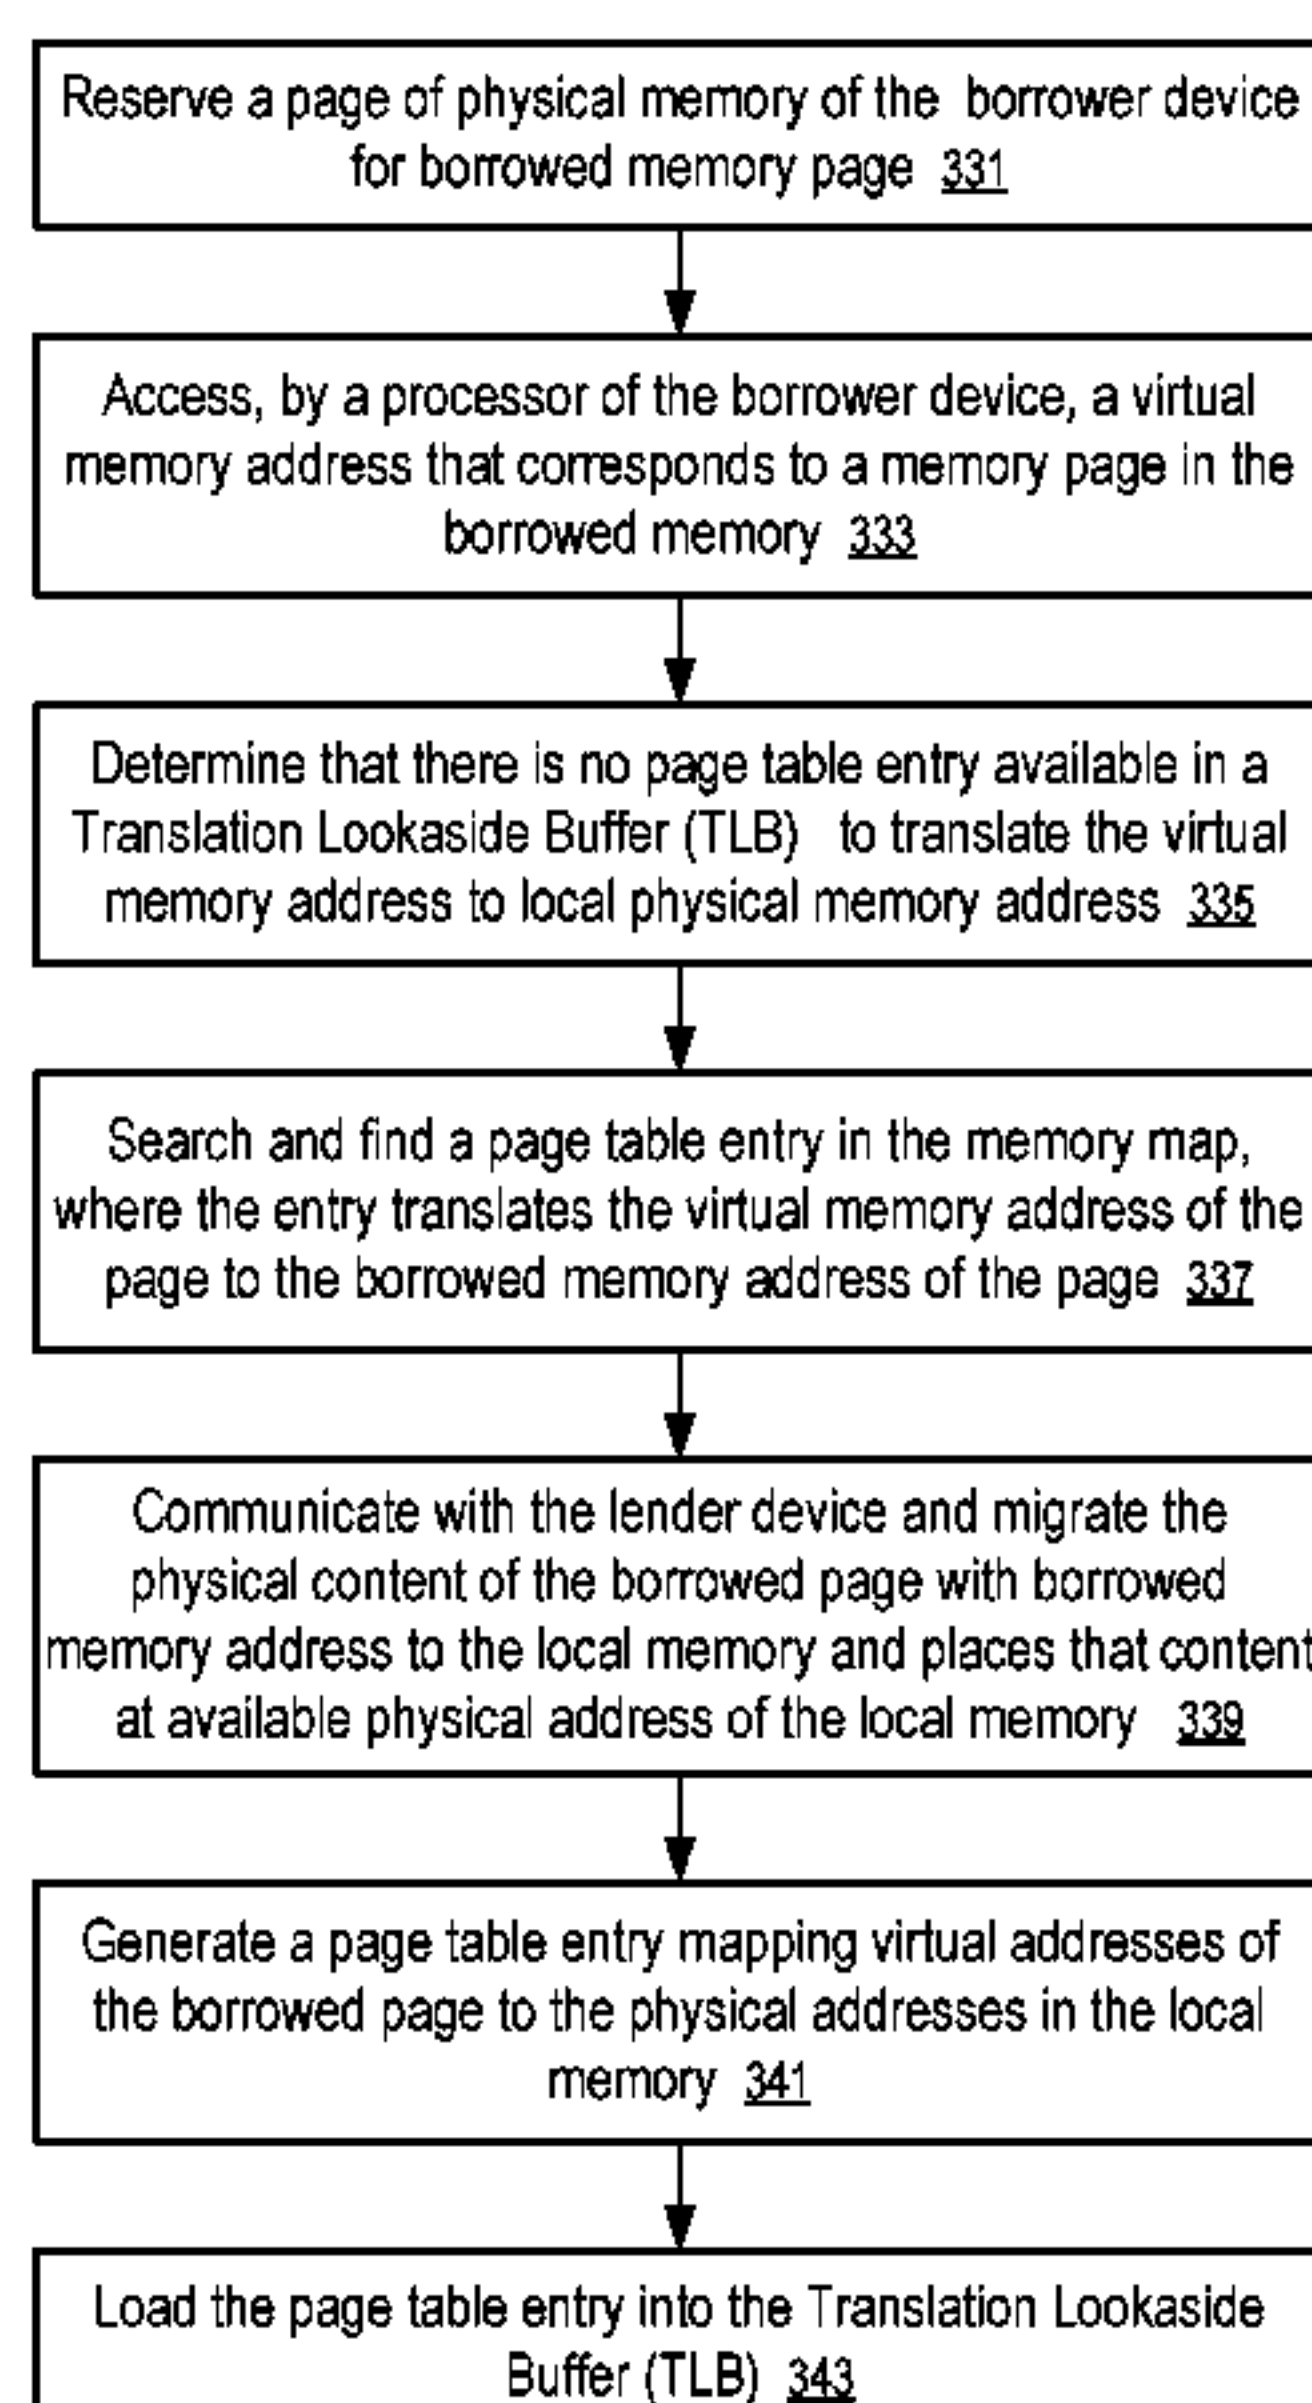 Reserve a page of physical memory of the borrower device
for borrowed memory page 331
Access, by a processor of the borrower device, a virtual
memory address that corresponds to a memory page in the
borrowed memory 333
Determine that there is no page table entry available in a
Translation Lookaside Buffer (TLB) to translate the virtual
memory address to local physical memory address 335
Search and find a page table entry in the memory map,
where the entry translates the virtual memory address of the
page to the borrowed memory address of the page 337
Communicate with the lender device and migrate the
physical content of the borrowed page with borrowed
memory address to the local memory and places that content
at available physical address of the local memory 339
Generate a page table entry mapping virtual addresses of
the borrowed page to the physical addresses in the local
memory 341
Load the page table entry into the Translation Lookaside
Buffer (TLB) 343